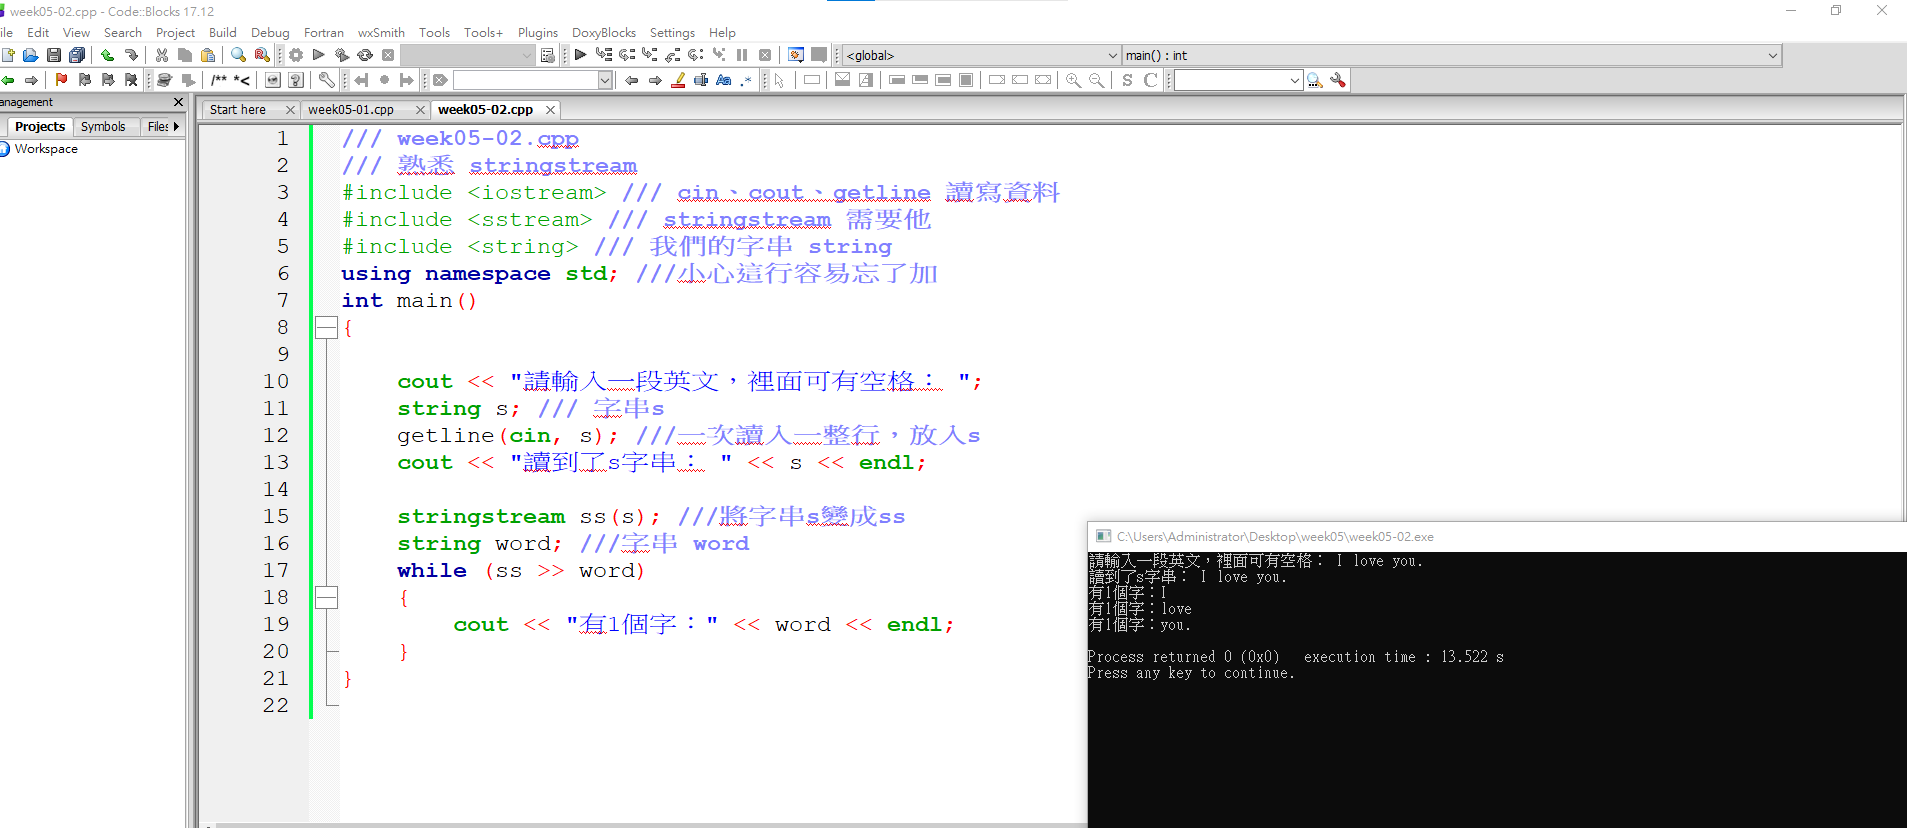 week05-02.cpp - Code::Blocks 17.12
ile Edit View Search Project Build Debug Fortran wxSmith Tools Tools+ Plugins DoxyBlocks Settings Help
<global> main() : int
/** *< Aa .* S C
anagement
Start here week05-01.cpp week05-02.cpp
Projects Symbols Files
Workspace
1 /// week05-02.cpp
2 /// 熟悉 stringstream
3 #include <iostream> /// cin、cout、getline 讀寫資料
4 #include <sstream> /// stringstream 需要他
5 #include <string> /// 我們的字串 string
6 using namespace std; ///小心這行容易忘了加
7 int main()
8 {
9
10 cout << "請輸入一段英文，裡面可有空格： ";
11 string s; /// 字串s
12 getline(cin, s); ///一次讀入一整行，放入s
13 cout << "讀到了s字串： " << s << endl;
14
15 stringstream ss(s); ///將字串s變成ss
16 string word; ///字串 word
17 while (ss >> word)
18 {
19 cout << "有1個字：" << word << endl;
20 }
21 }
22
C:\Users\Administrator\Desktop\week05\week05-02.exe
請輸入一段英文，裡面可有空格： I love you.
讀到了s字串： I love you.
有1個字：I
有1個字：love
有1個字：you.
Process returned 0 (0x0) execution time : 13.522 s
Press any key to continue.